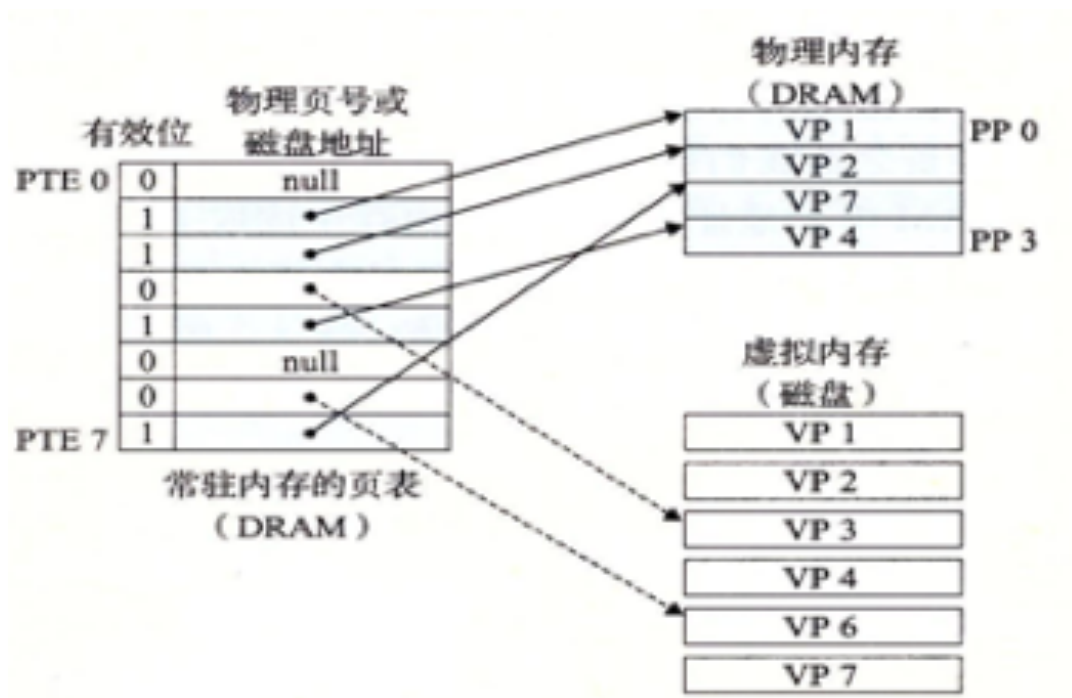 物理页号或
磁盘地址
有效位
PTE 0 0 null
1
1
0
1
0 null
0
PTE 7 1
常驻内存的页表
（DRAM）
物理内存
（DRAM）
VP 1 PP 0
VP 2
VP 7
VP 4 PP 3
虚拟内存
（磁盘）
VP 1
VP 2
VP 3
VP 4
VP 6
VP 7